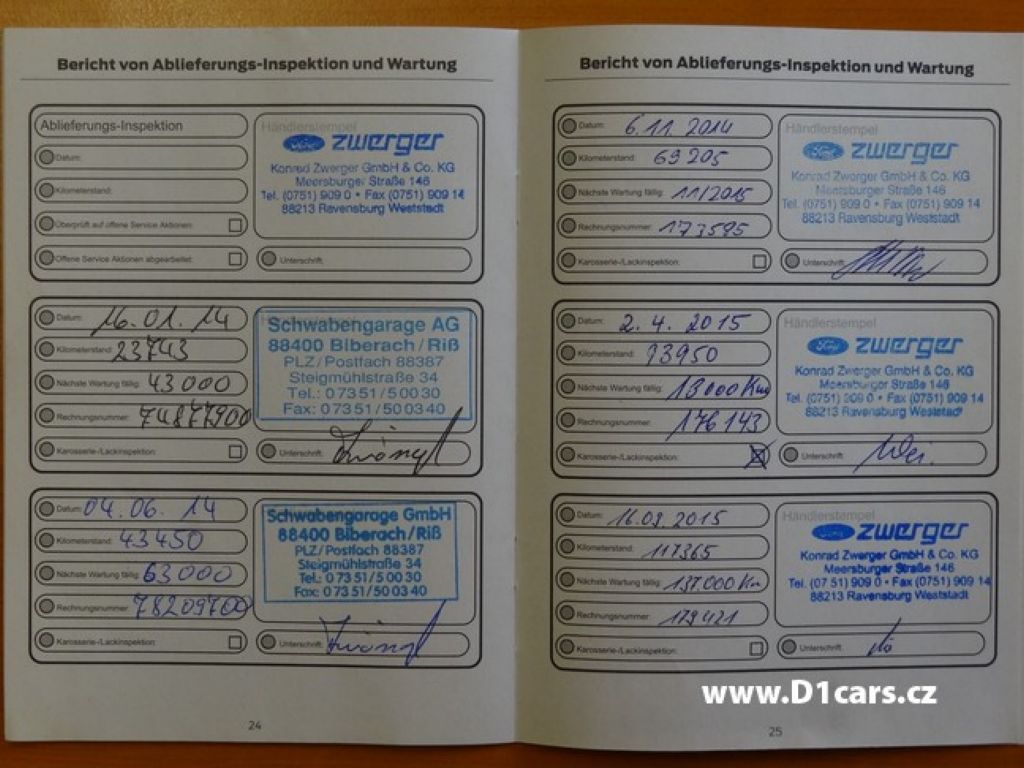 Bericht von Ablieferungs-Inspektion und Wartung
Ablieferungs-Inspektion
Datum:
Kilometerstand:
Überprüft auf offene Service Aktionen:
Offene Service Aktionen abgearbeitet:
Händlerstempel
Ford zwerger
Konrad Zwerger GmbH & Co. KG
Meersburger Straße 146
Tel. (0751) 909 0 • Fax (0751) 909 14
88213 Ravensburg Weststadt
Unterschrift:
Datum: 16.01.14
Kilometerstand: 23743
Nächste Wartung fällig: 43000
Rechnungsnummer: 74877900
Karosserie-/Lackinspektion:
Schwabengarage AG
88400 Biberach/Riß
PLZ/Postfach 88387
Steigmühlstraße 34
Tel.: 07351/50030
Fax: 07351/500340
Unterschrift:
Datum: 04.06.14
Kilometerstand: 43450
Nächste Wartung fällig: 63000
Rechnungsnummer: 78209700
Karosserie-/Lackinspektion:
Schwabengarage GmbH
88400 Biberach/Riß
PLZ/Postfach 88387
Steigmühlstraße 34
Tel.: 07351/50030
Fax: 07351/500340
Unterschrift:
24
Bericht von Ablieferungs-Inspektion und Wartung
Datum: 6.11.2014
Kilometerstand: 69205
Nächste Wartung fällig: 11/2015
Rechnungsnummer: 173595
Karosserie-/Lackinspektion:
Händlerstempel
Ford zwerger
Konrad Zwerger GmbH & Co. KG
Meersburger Straße 146
Tel. (0751) 909 0 • Fax (0751) 909 14
88213 Ravensburg Weststadt
Unterschrift:
Datum: 2.4.2015
Kilometerstand: 93950
Nächste Wartung fällig:
Rechnungsnummer: 176143
Karosserie-/Lackinspektion:
Händlerstempel
Ford zwerger
Konrad Zwerger GmbH & Co. KG
Meersburger Straße 146
Tel. (0751) 909 0 • Fax (0751) 909 14
88213 Ravensburg Weststadt
Unterschrift:
Datum: 16.09.2015
Kilometerstand: 117365
Nächste Wartung fällig: 137.000 Km
Rechnungsnummer: 179421
Karosserie-/Lackinspektion:
Händlerstempel
Ford zwerger
Konrad Zwerger GmbH & Co. KG
Meersburger Straße 146
Tel. (07 51) 909 0 • Fax (0751) 909 14
88213 Ravensburg Weststadt
Unterschrift:
25
www.D1cars.cz